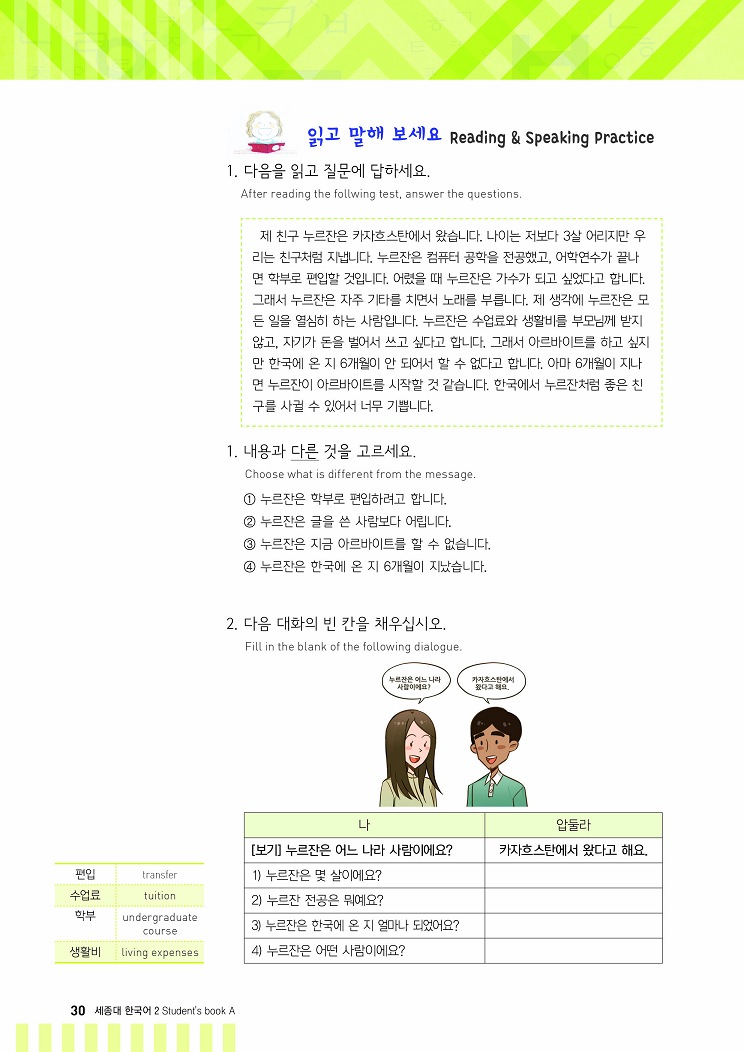 읽고 말해 보세요 Reading & Speaking Practice
1. 다음을 읽고 질문에 답하세요.
After reading the follwing test, answer the questions.
제 친구 누르잔은 카자흐스탄에서 왔습니다. 나이는 저보다 3살 어리지만 우
리는 친구처럼 지냅니다. 누르잔은 컴퓨터 공학을 전공했고, 어학연수가 끝나
면 학부로 편입할 것입니다. 어렸을 때 누르잔은 가수가 되고 싶었다고 합니다.
그래서 누르잔은 자주 기타를 치면서 노래를 부릅니다. 제 생각에 누르잔은 모
든 일을 열심히 하는 사람입니다. 누르잔은 수업료와 생활비를 부모님께 받지
않고, 자기가 돈을 벌어서 쓰고 싶다고 합니다. 그래서 아르바이트를 하고 싶지
만 한국에 온 지 6개월이 안 되어서 할 수 없다고 합니다. 아마 6개월이 지나
면 누르잔이 아르바이트를 시작할 것 같습니다. 한국에서 누르잔처럼 좋은 친
구를 사귈 수 있어서 너무 기쁩니다.
1. 내용과 다른 것을 고르세요.
Choose what is different from the message.
① 누르잔은 학부로 편입하려고 합니다.
② 누르잔은 글을 쓴 사람보다 어립니다.
③ 누르잔은 지금 아르바이트를 할 수 없습니다.
④ 누르잔은 한국에 온 지 6개월이 지났습니다.
2. 다음 대화의 빈 칸을 채우십시오.
Fill in the blank of the following dialogue.
누르잔은 어느 나라
사람이에요?
카자흐스탄에서
왔다고 해요.
나 압둘라
[보기] 누르잔은 어느 나라 사람이에요? 카자흐스탄에서 왔다고 해요.
1) 누르잔은 몇 살이에요?
2) 누르잔 전공은 뭐예요?
3) 누르잔은 한국에 온 지 얼마나 되었어요?
4) 누르잔은 어떤 사람이에요?
편입 transfer
수업료 tuition
학부 undergraduate
course
생활비 living expenses
30 세종대 한국어 2 Student's book A